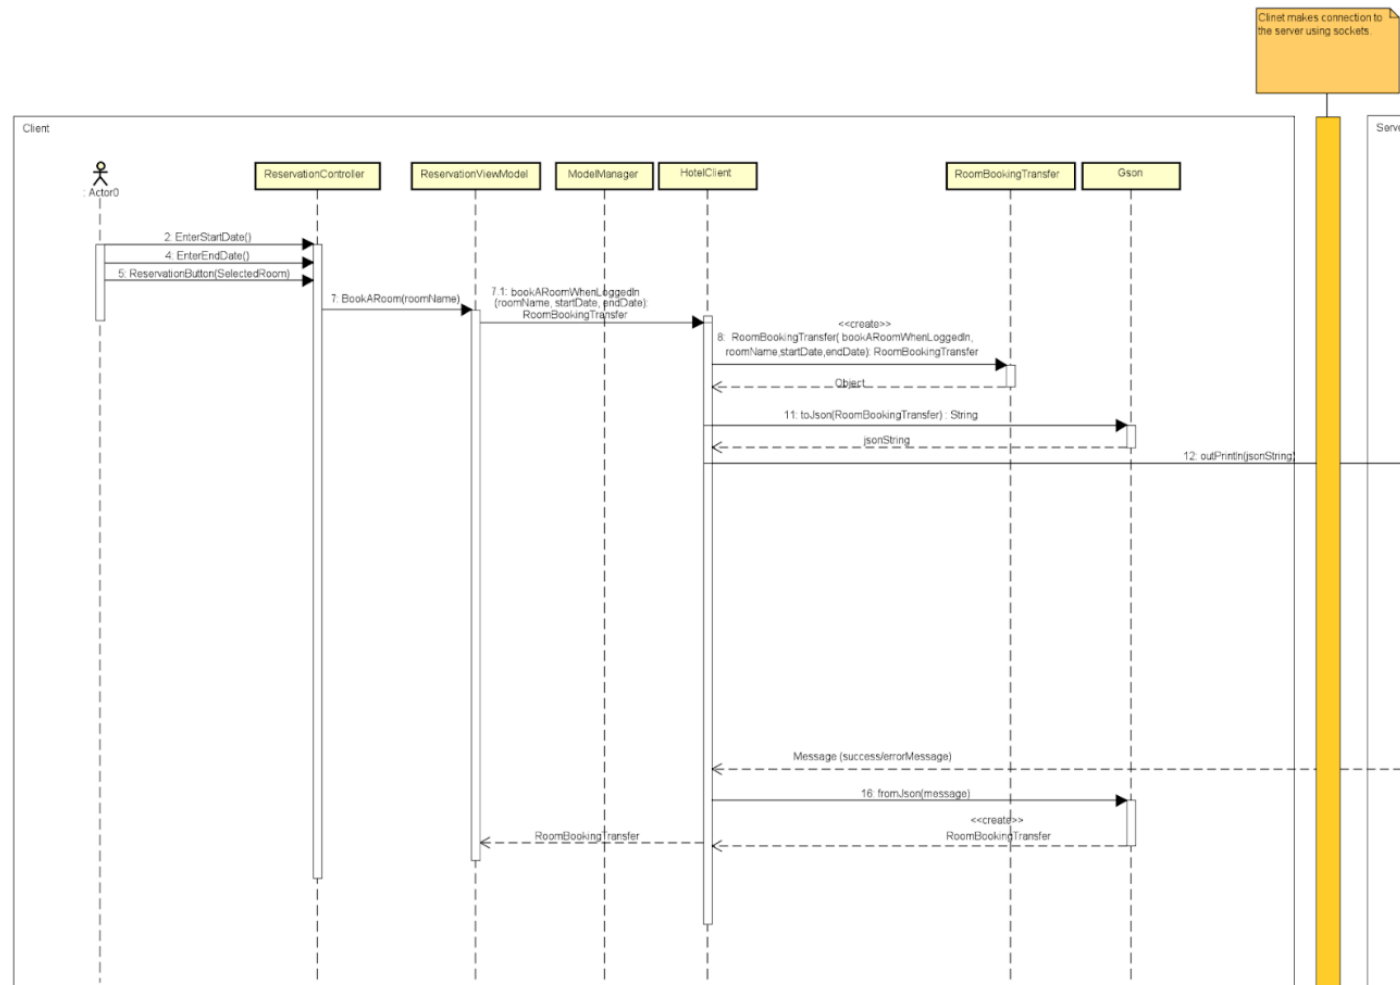 Clinet makes connection to
the server using sockets.
Client
Serve
: Actor0
ReservationController
ReservationViewModel
ModelManager
HotelClient
RoomBookingTransfer
Gson
2: EnterStartDate()
4: EnterEndDate()
5: ReservationButton(SelectedRoom)
7: BookARoom(roomName)
7.1: bookARoomWhenLoggedIn
(roomName, startDate, endDate):
RoomBookingTransfer
<<create>>
8: RoomBookingTransfer( bookARoomWhenLoggedIn,
roomName,startDate,endDate): RoomBookingTransfer
Object
11: toJson(RoomBookingTransfer) : String
jsonString
12: outPrintln(jsonString)
Message (success/errorMessage)
16: fromJson(message)
<<create>>
RoomBookingTransfer
RoomBookingTransfer